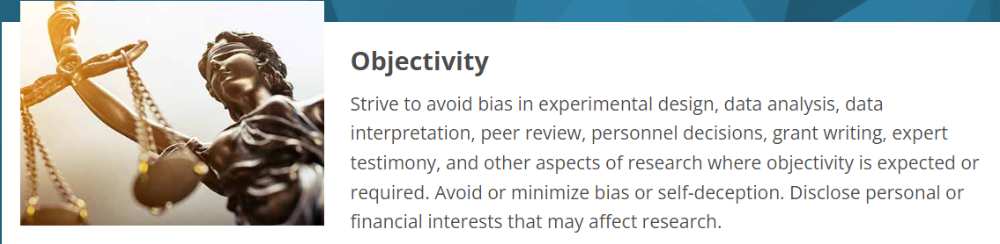 Objectivity
Strive to avoid bias in experimental design, data analysis, data
interpretation, peer review, personnel decisions, grant writing, expert
testimony, and other aspects of research where objectivity is expected or
required. Avoid or minimize bias or self-deception. Disclose personal or
financial interests that may affect research.